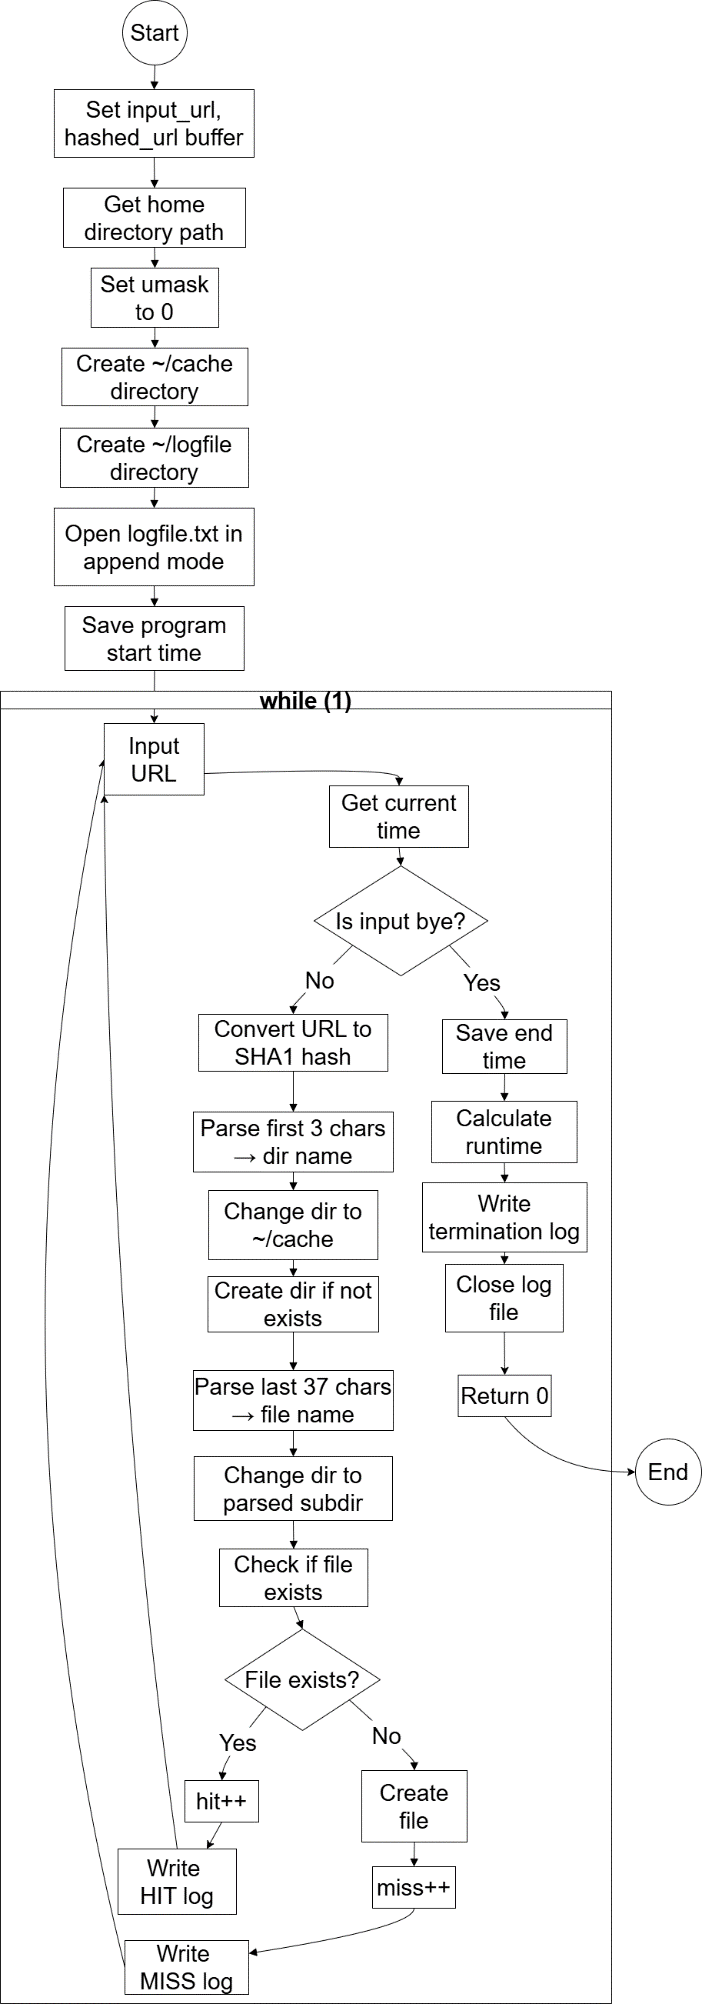 Start
Set input_url,
hashed_url buffer
Get home
directory path
Set umask
to 0
Create ~/cache
directory
Create ~/logfile
directory
Open logfile.txt in
append mode
Save program
start time
while (1)
Input
URL
Get current
time
Is input bye?
No
Yes
Convert URL to
SHA1 hash
Save end
time
Parse first 3 chars
→ dir name
Calculate
runtime
Change dir to
~/cache
Write
termination log
Create dir if not
exists
Close log
file
Parse last 37 chars
→ file name
Return 0
Change dir to
parsed subdir
End
Check if file
exists
File exists?
Yes
No
hit++
Create
file
Write
HIT log
miss++
Write
MISS log